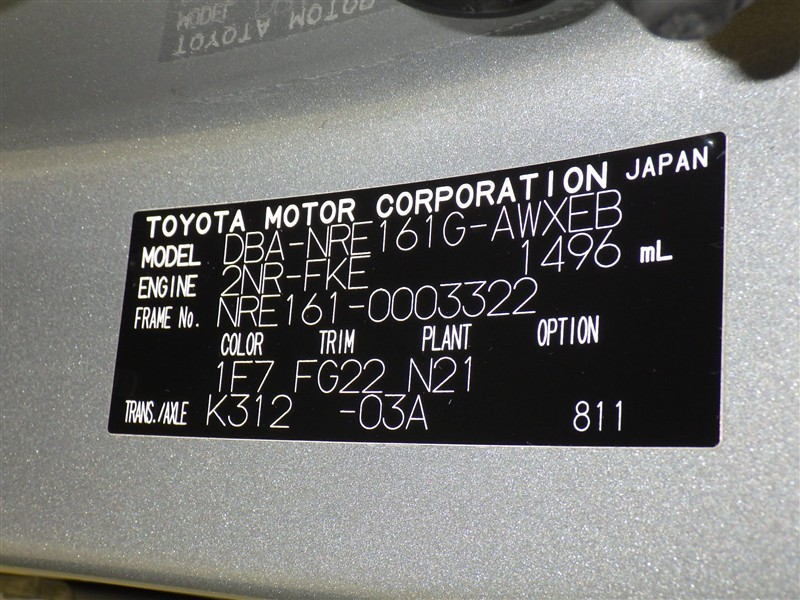 TOYOTA MOTOR CORPORATION JAPAN
MODEL DBA-NRE161G-AWXEB
ENGINE 2NR-FKE 1496 mL
FRAME No. NRE161-0003322
COLOR TRIM PLANT OPTION
1F7 FG22 N21
TRANS./AXLE K312 -03A 811